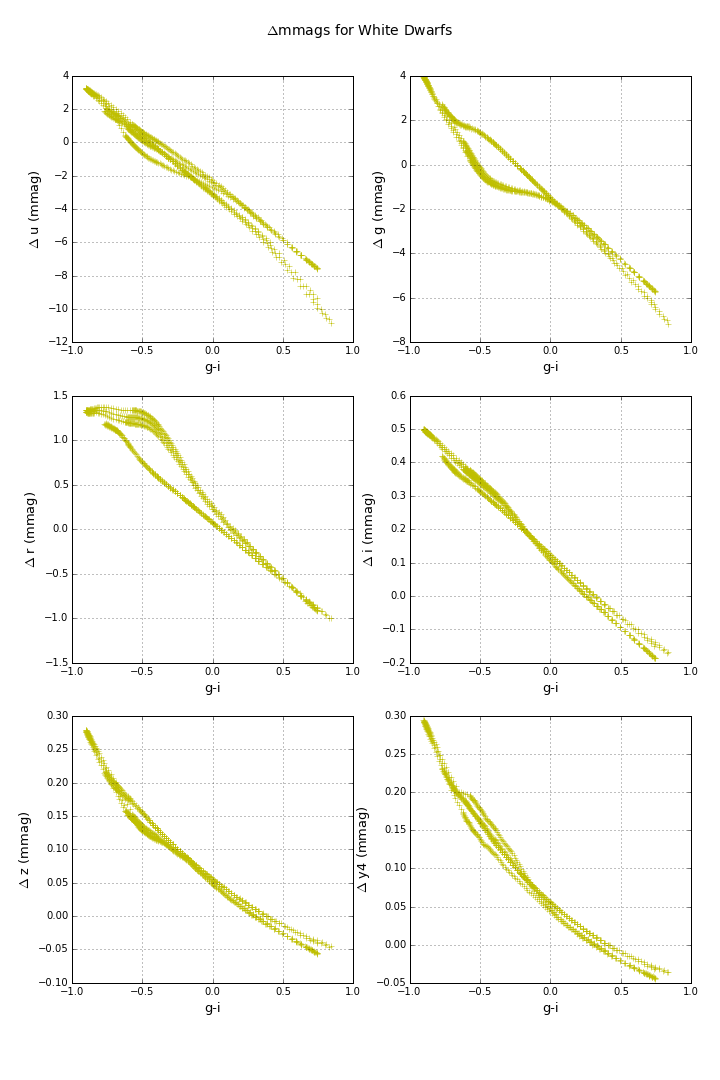 Δmmags for White Dwarfs
4
2
0
−2
−4
−6
−8
−10
−12
Δ u (mmag)
−1.0 −0.5 0.0 0.5 1.0
g-i
4
2
0
−2
−4
−6
−8
Δ g (mmag)
−1.0 −0.5 0.0 0.5 1.0
g-i
1.5
1.0
0.5
0.0
−0.5
−1.0
−1.5
Δ r (mmag)
−1.0 −0.5 0.0 0.5 1.0
g-i
0.6
0.5
0.4
0.3
0.2
0.1
0.0
−0.1
−0.2
Δ i (mmag)
−1.0 −0.5 0.0 0.5 1.0
g-i
0.30
0.25
0.20
0.15
0.10
0.05
0.00
−0.05
−0.10
Δ z (mmag)
−1.0 −0.5 0.0 0.5 1.0
g-i
0.30
0.25
0.20
0.15
0.10
0.05
0.00
−0.05
Δ y4 (mmag)
−1.0 −0.5 0.0 0.5 1.0
g-i